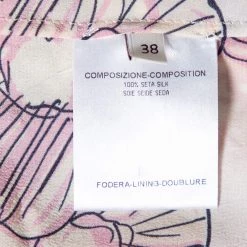 38
COMPOSIZIONE-COMPOSITION
100% SETA SILK
SOIE SEIDE SEDA
FODERA-LINING-DOUBLURE